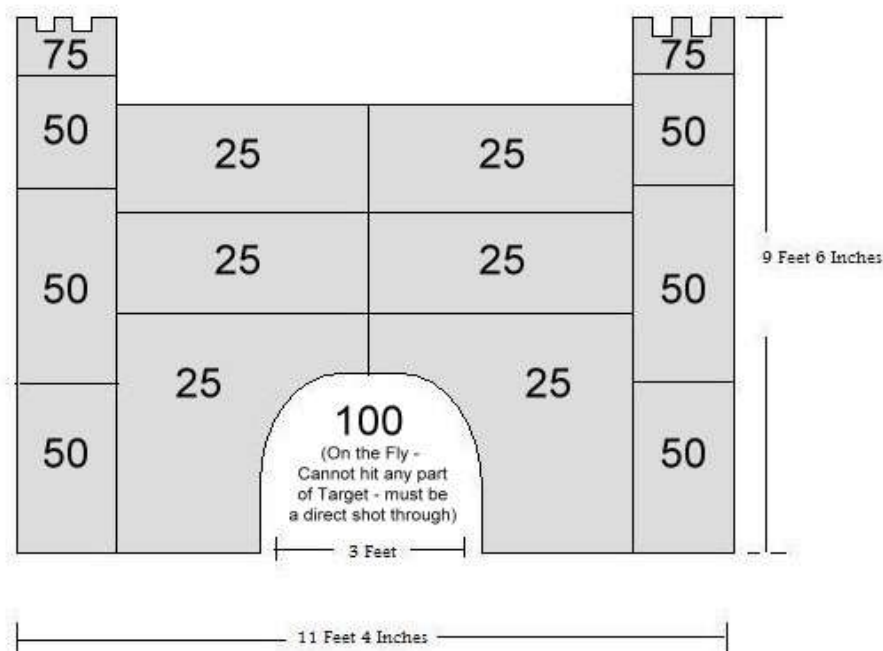 75
75
50
50
25
25
25
25
9 Feet 6 Inches
50
50
25
25
100
(On the Fly -
Cannot hit any part
of Target - must be
a direct shot through)
50
50
3 Feet
11 Feet 4 Inches